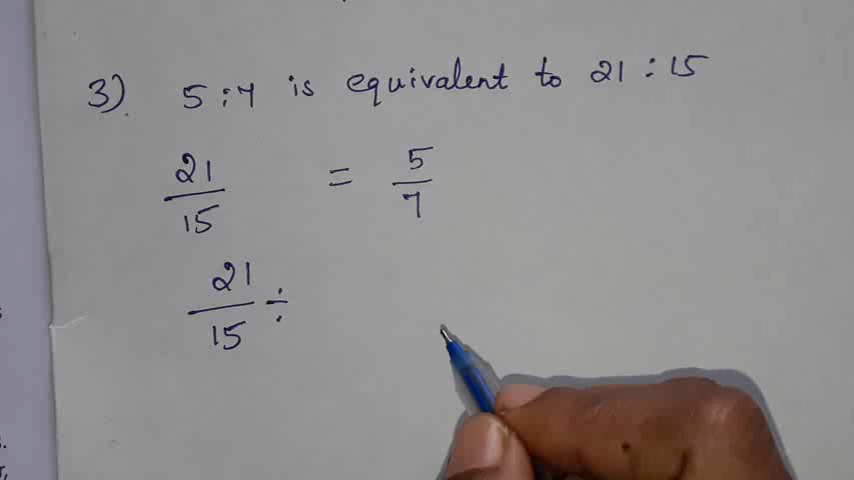 3) 5:7 is equivalent to 21:15
21/15 = 5/7
21/15 ÷